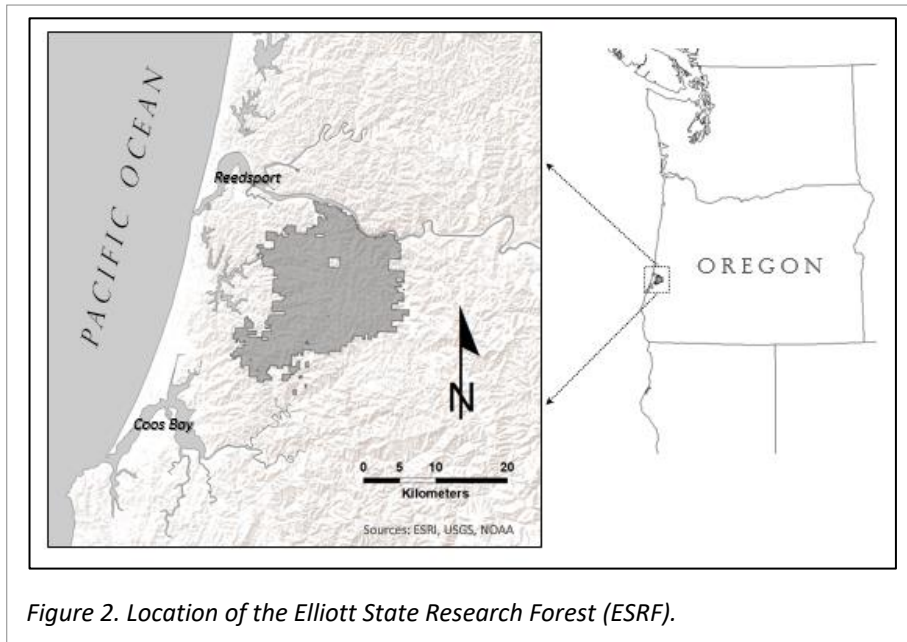 PACIFIC OCEAN
Reedsport
Coos Bay
N
0 5 10 20
Kilometers
Sources: ESRI, USGS, NOAA
OREGON
Figure 2. Location of the Elliott State Research Forest (ESRF).